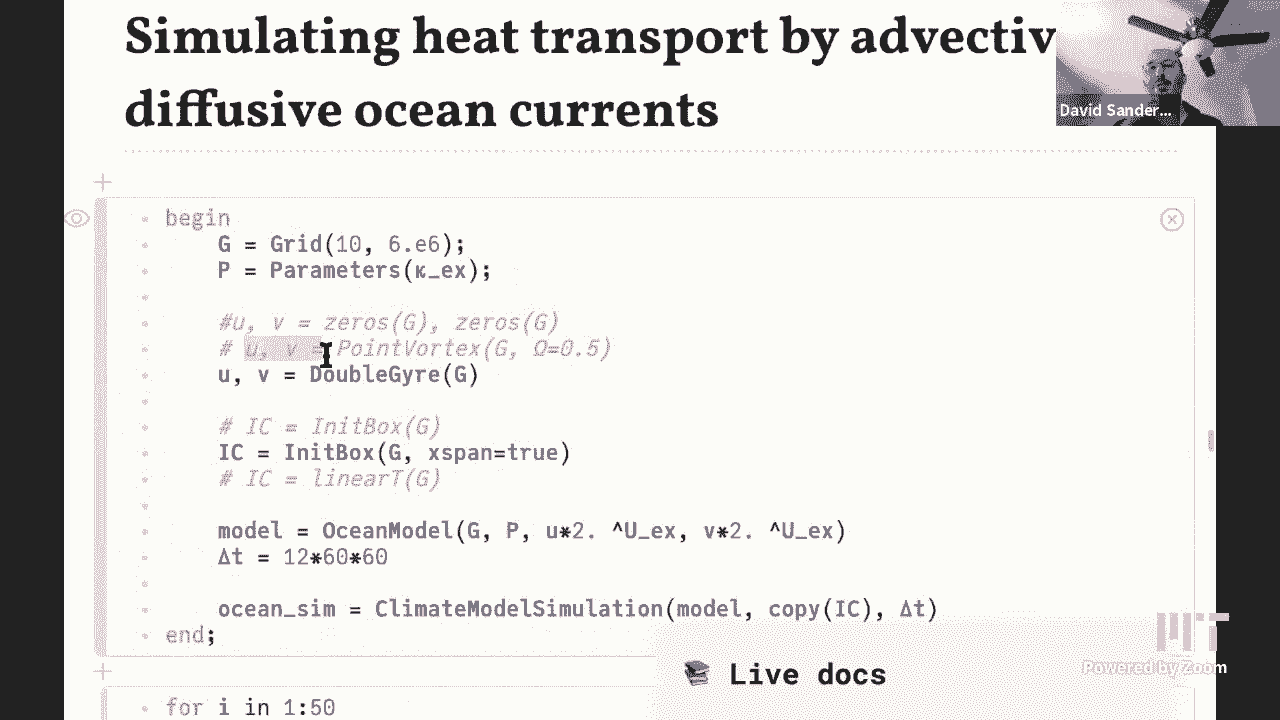 Simulating heat transport by advectiv
diffusive ocean currents
David Sander...
begin
G = Grid(10, 6.e6);
P = Parameters(κ_ex);
#u, v = zeros(G), zeros(G)
# u, v = PointVortex(G, Ω=0.5)
u, v = DoubleGyre(G)
# IC = InitBox(G)
IC = InitBox(G, xspan=true)
# IC = linearT(G)
model = OceanModel(G, P, u*2. ^U_ex, v*2. ^U_ex)
Δt = 12*60*60
ocean_sim = ClimateModelSimulation(model, copy(IC), Δt)
end;
Live docs
MIT
Powered by Zoom
for i in 1:50